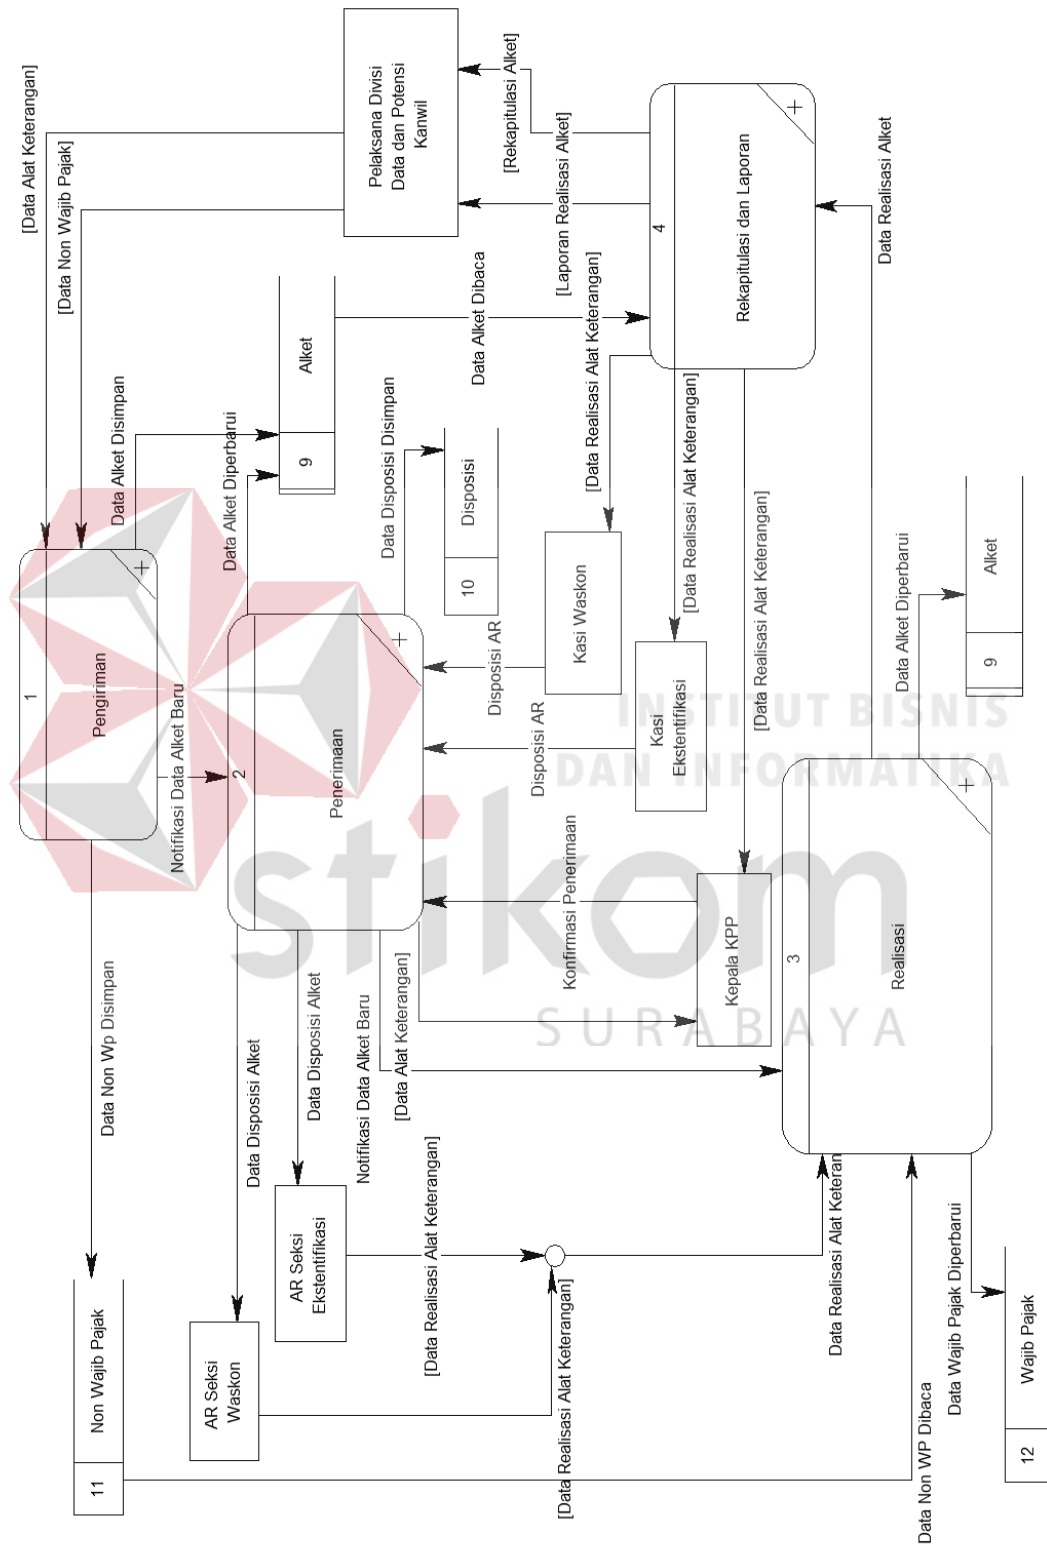 [Data Alat Keterangan]
[Data Non Wajib Pajak]
Pelaksana Divisi
Data dan Potensi
Kanwil
[Rekapitulasi Alket]
[Laporan Realisasi Alket]
4
Rekapitulasi dan Laporan
+
Data Realisasi Alket
Data Alket Disimpan
Data Alket Diperbarui
9
Alket
Data Alket Dibaca
Data Disposisi Disimpan
10
Disposisi
[Data Realisasi Alat Keterangan]
[Data Realisasi Alat Keterangan]
[Data Realisasi Alat Keterangan]
1
Pengiriman
+
Notifikasi Data Alket Baru
2
Penerimaan
+
Disposisi AR
Kasi Waskon
Disposisi AR
Kasi
Ekstentifikasi
Konfirmasi Penerimaan
Kepala KPP
Data Alket Diperbarui
9
Alket
3
Realisasi
+
Data Non Wp Disimpan
Data Disposisi Alket
Data Disposisi Alket
Notifikasi Data Alket Baru
[Data Alat Keterangan]
11
Non Wajib Pajak
AR Seksi
Waskon
AR Seksi
Ekstentifikasi
[Data Realisasi Alat Keterangan]
[Data Realisasi Alat Keterangan]
Data Realisasi Alat Keteran
Data Non WP Dibaca
Data Wajib Pajak Diperbarui
12
Wajib Pajak
INSTITUT BISNIS
DAN INFORMATIKA
stikom
SURABAYA